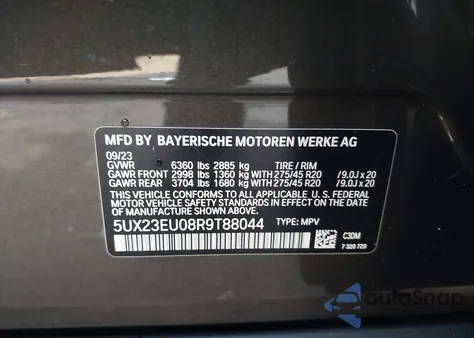 MFD BY BAYERISCHE MOTOREN WERKE AG
09/23
GVWR 6360 lbs 2885 kg TIRE / RIM
GAWR FRONT 2998 lbs 1360 kg WITH 275/45 R20 /9.0J x 20
GAWR REAR 3704 lbs 1680 kg WITH 275/45 R20 /9.0J x 20
THIS VEHICLE CONFORMS TO ALL APPLICABLE U. S. FEDERAL
MOTOR VEHICLE SAFETY STANDARDS IN EFFECT ON THE DATE
OF MANUFACTURE SHOWN ABOVE.
5UX23EU08R9T88044 TYPE: MPV
C3DM
7 320 729
autoSnap